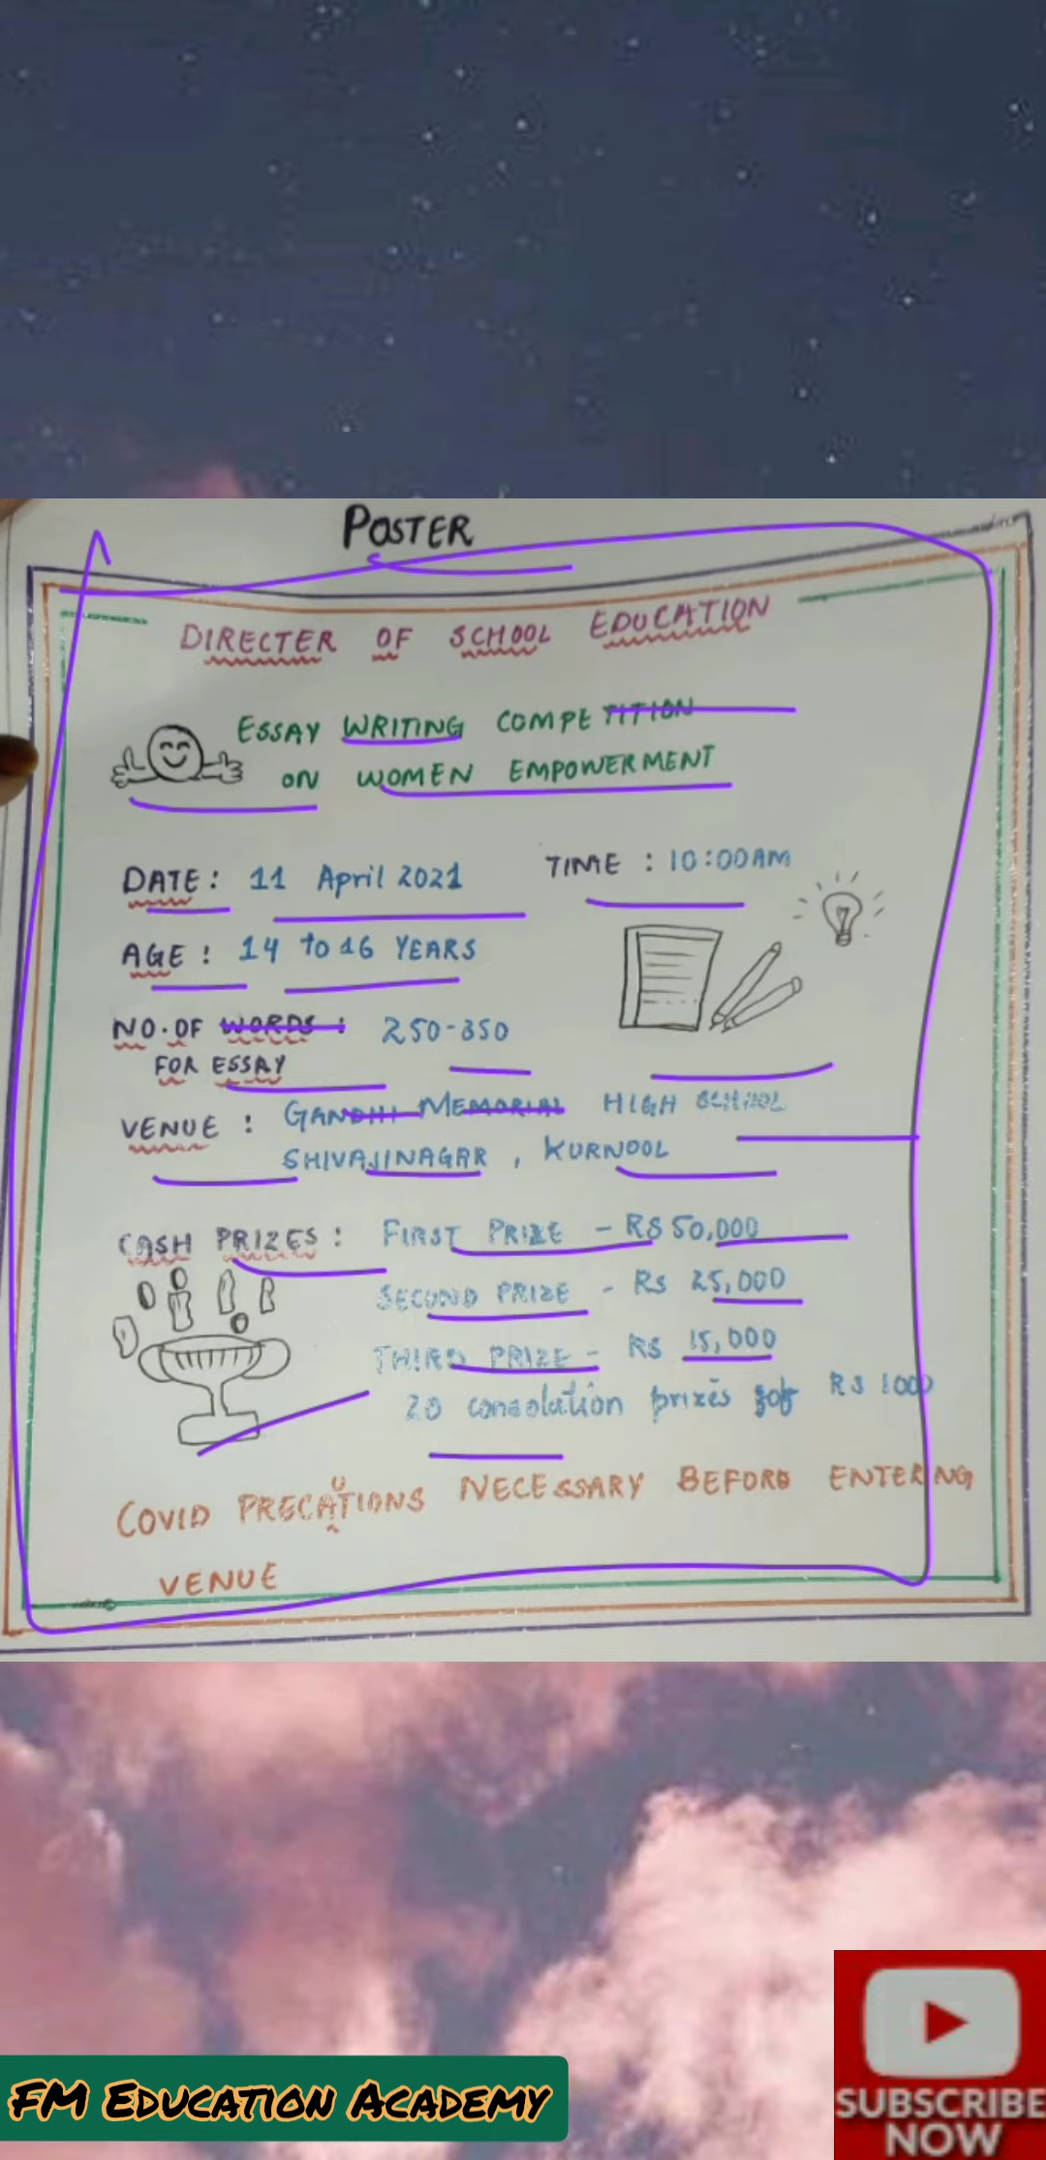 POSTER
DIRECTER OF SCHOOL EDUCATION
ESSAY WRITING COMPETITION
ON WOMEN EMPOWERMENT
DATE: 11 April 2021 TIME : 10:00AM
AGE : 14 to 16 YEARS
NO.OF WORDS : 250-350
FOR ESSAY
VENUE : GANDHI MEMORIAL HIGH SCHOOL
SHIVAJINAGAR , KURNOOL
CASH PRIZES : FIRST PRIZE - RS 50,000
SECOND PRIZE - Rs 25,000
THIRD PRIZE - RS 15,000
20 consolation prizes for RS 1000
COVID PRECAUTIONS NECESSARY BEFORE ENTERING
VENUE
FM EDUCATION ACADEMY
SUBSCRIBE
NOW